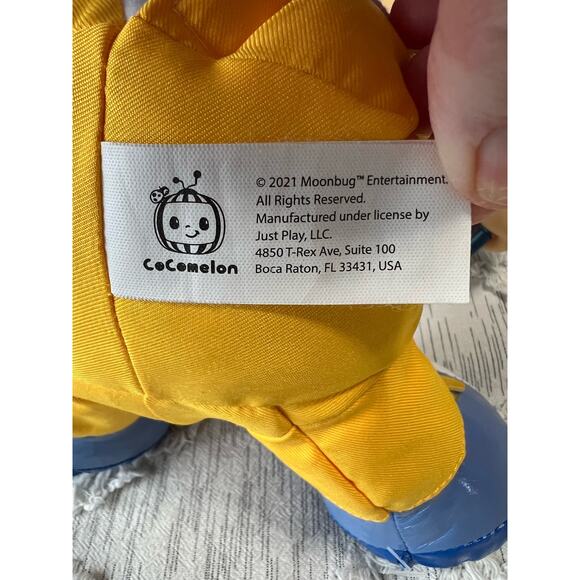 © 2021 Moonbug™ Entertainment.
All Rights Reserved.
Manufactured under license by
Just Play, LLC.
4850 T-Rex Ave, Suite 100
Boca Raton, FL 33431, USA
CoComelon